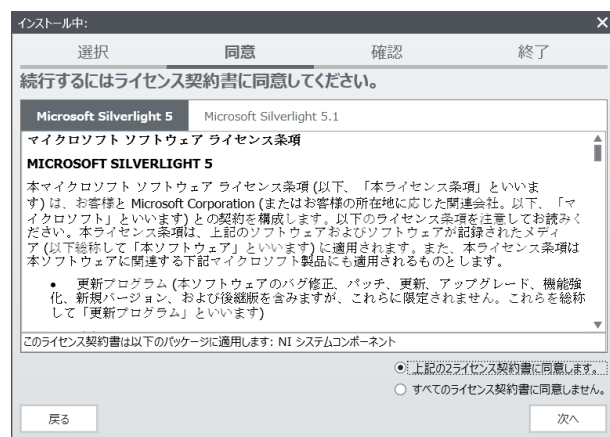 インストール中:
選択 同意 確認 終了
続行するにはライセンス契約書に同意してください。
Microsoft Silverlight 5 Microsoft Silverlight 5.1
マイクロソフト ソフトウェア ライセンス条項
MICROSOFT SILVERLIGHT 5
本マイクロソフト ソフトウェア ライセンス条項 (以下、「本ライセンス条項」といいま
す) は、お客様と Microsoft Corporation (またはお客様の所在地に応じた関連会社。以下、「マ
イクロソフト」といいます) との契約を構成します。以下のライセンス条項を注意してお読みく
ださい。本ライセンス条項は、上記のソフトウェアおよびソフトウェアが記録されたメディ
ア (以下総称して「本ソフトウェア」といいます) に適用されます。また、本ライセンス条項は
本ソフトウェアに関連する下記マイクロソフト製品にも適用されるものとします。
• 更新プログラム (本ソフトウェアのバグ修正、パッチ、更新、アップグレード、機能強
化、新規バージョン、および後継版を含みますが、これらに限定されません。これらを総称
して「更新プログラム」といいます)
このライセンス契約書は以下のパッケージに適用します: NI システムコンポーネント
上記の2ライセンス契約書に同意します。
すべてのライセンス契約書に同意しません。
戻る 次へ